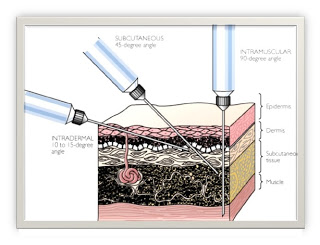 SUBCUTANEOUS
45-degree angle
INTRAMUSCULAR
90-degree angle
INTRADERMAL
10 to 15-degree
angle
Epidermis
Dermis
Subcutaneous
tissue
Muscle